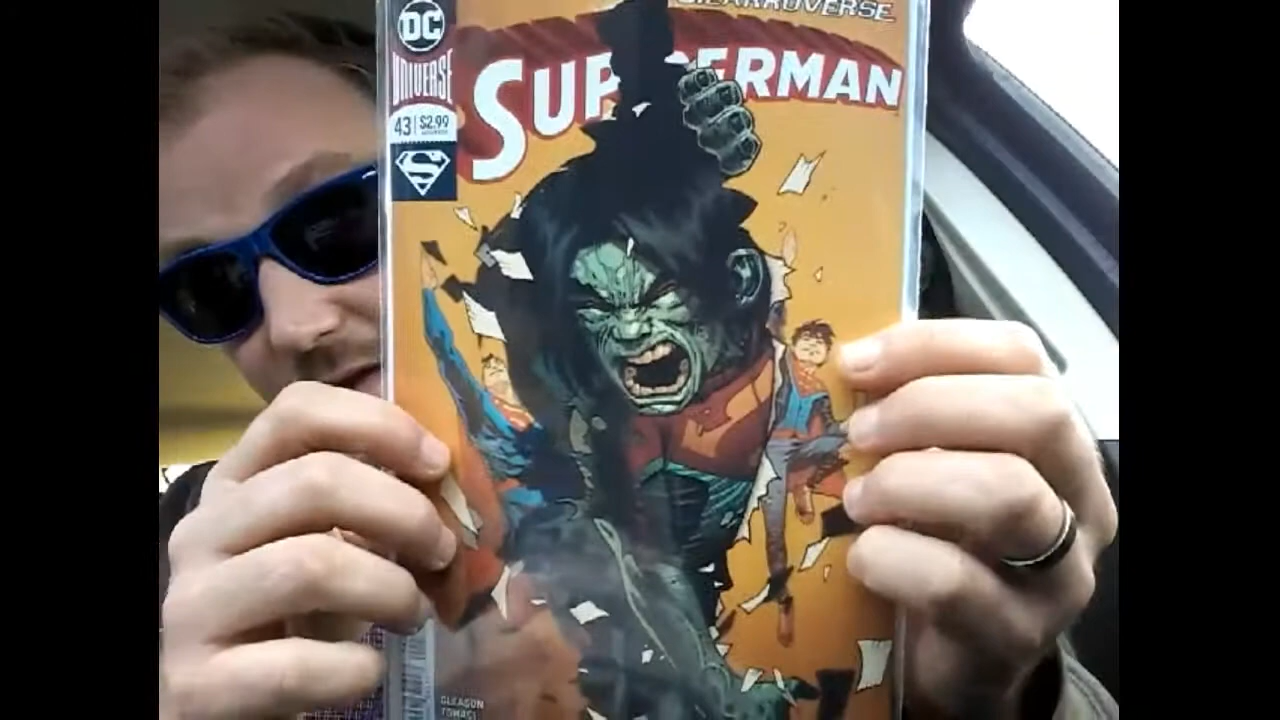 DC
UNIVERSE
43 | $2.99
S
SUPERMAN
GLEASON
TOMASI